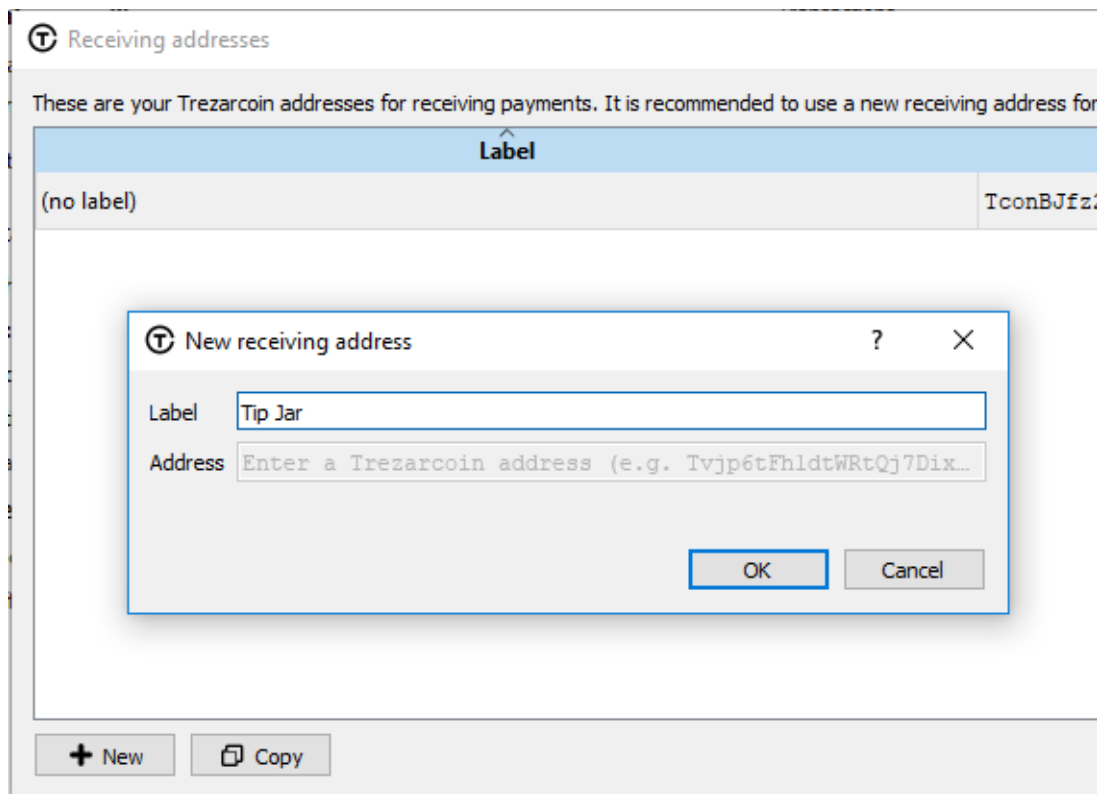 Receiving addresses
These are your Trezarcoin addresses for receiving payments. It is recommended to use a new receiving address for
Label
(no label) TconBJfz
New receiving address ?
Label Tip Jar
Address Enter a Trezarcoin address (e.g. Tvjp6tFhldtWRtQj7Dix…
OK Cancel
New Copy